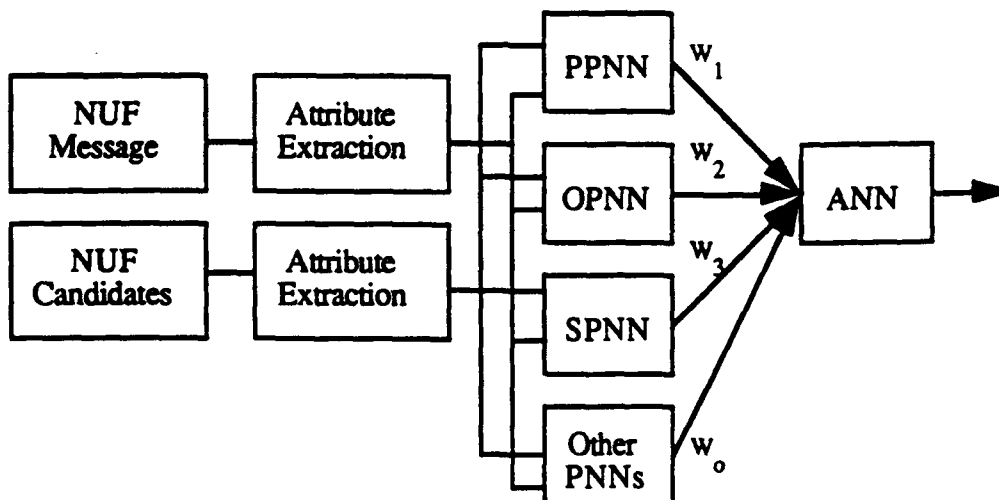 NUF
Message
Attribute
Extraction
NUF
Candidates
Attribute
Extraction
PPNN
OPNN
SPNN
Other
PNNs
W1
W2
W3
Wo
ANN